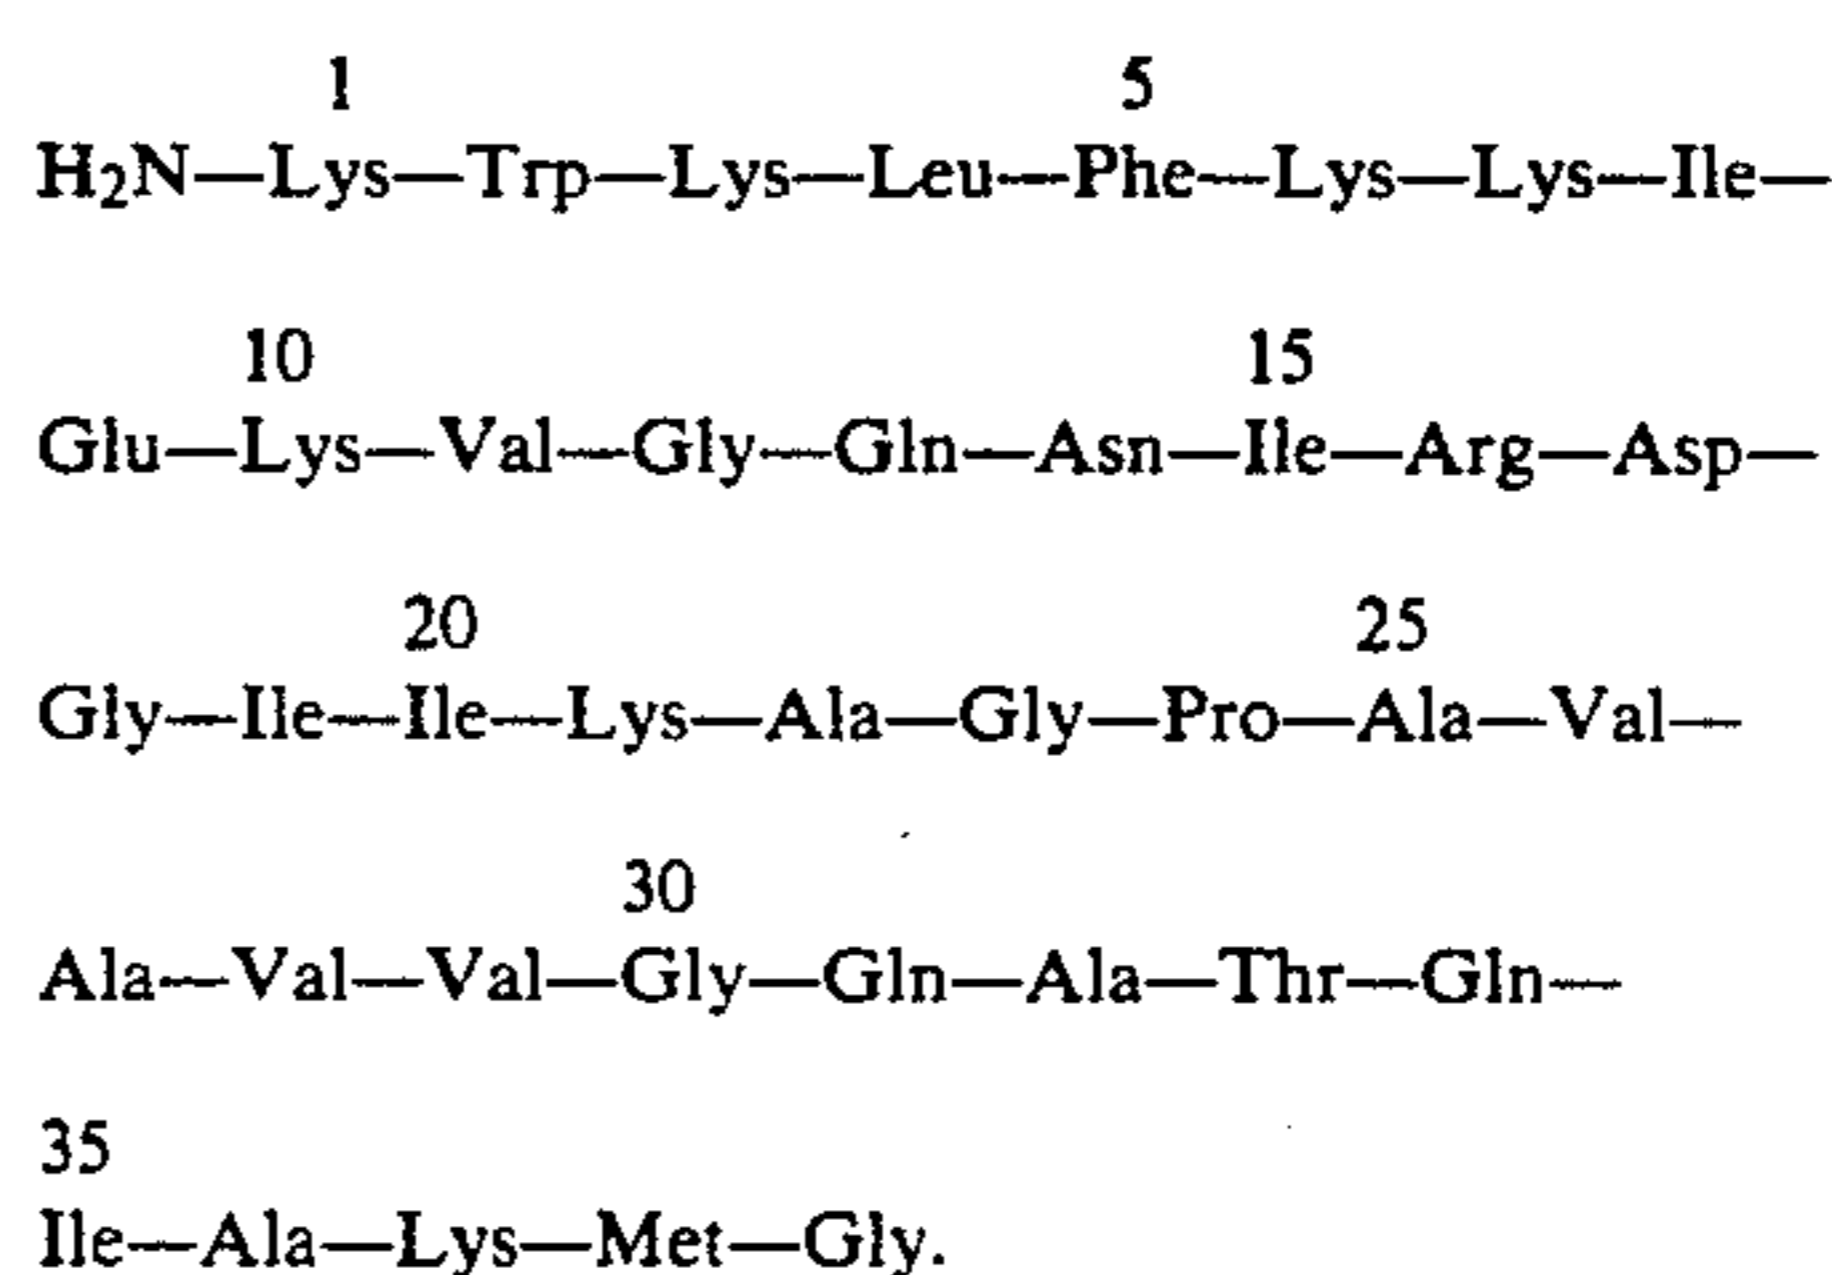 1 5
H₂N—Lys—Trp—Lys—Leu—Phe—Lys—Lys—Ile—
10 15
Glu—Lys—Val—Gly—Gln—Asn—Ile—Arg—Asp—
20 25
Gly—Ile—Ile—Lys—Ala—Gly—Pro—Ala—Val—
30
Ala—Val—Val—Gly—Gln—Ala—Thr—Gln—
35
Ile—Ala—Lys—Met—Gly.